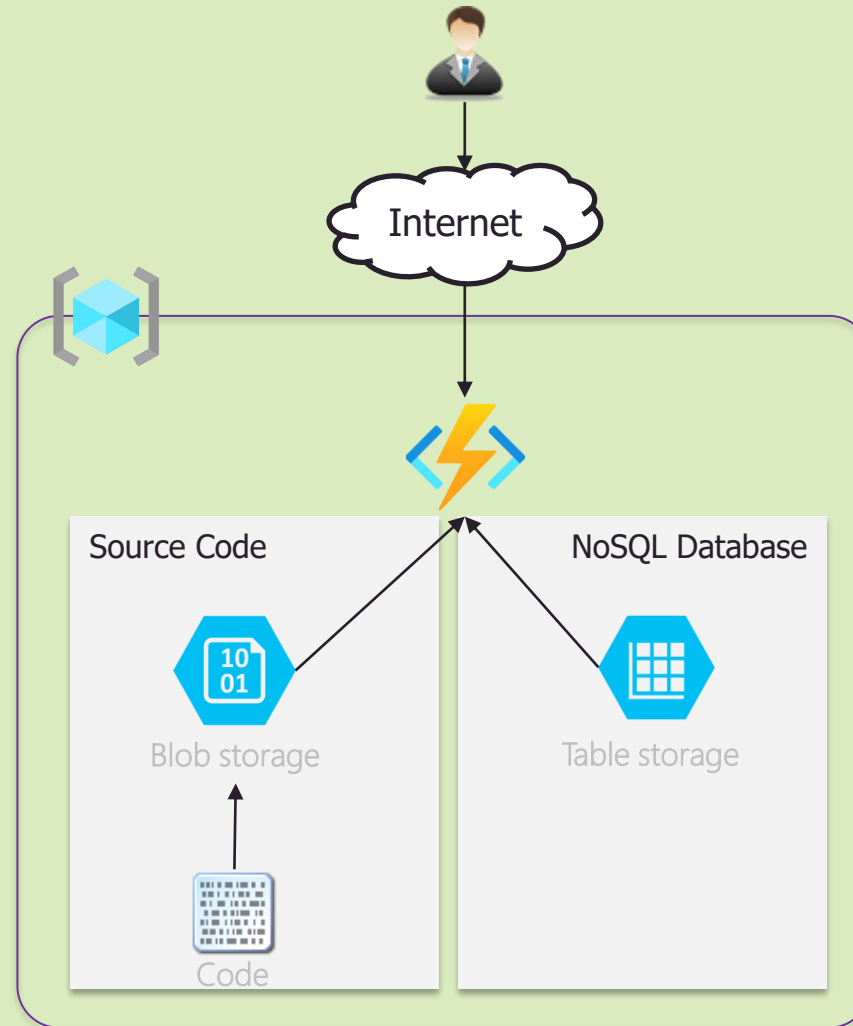 Internet
Source Code
NoSQL Database
10
01
Blob storage
Table storage
Code